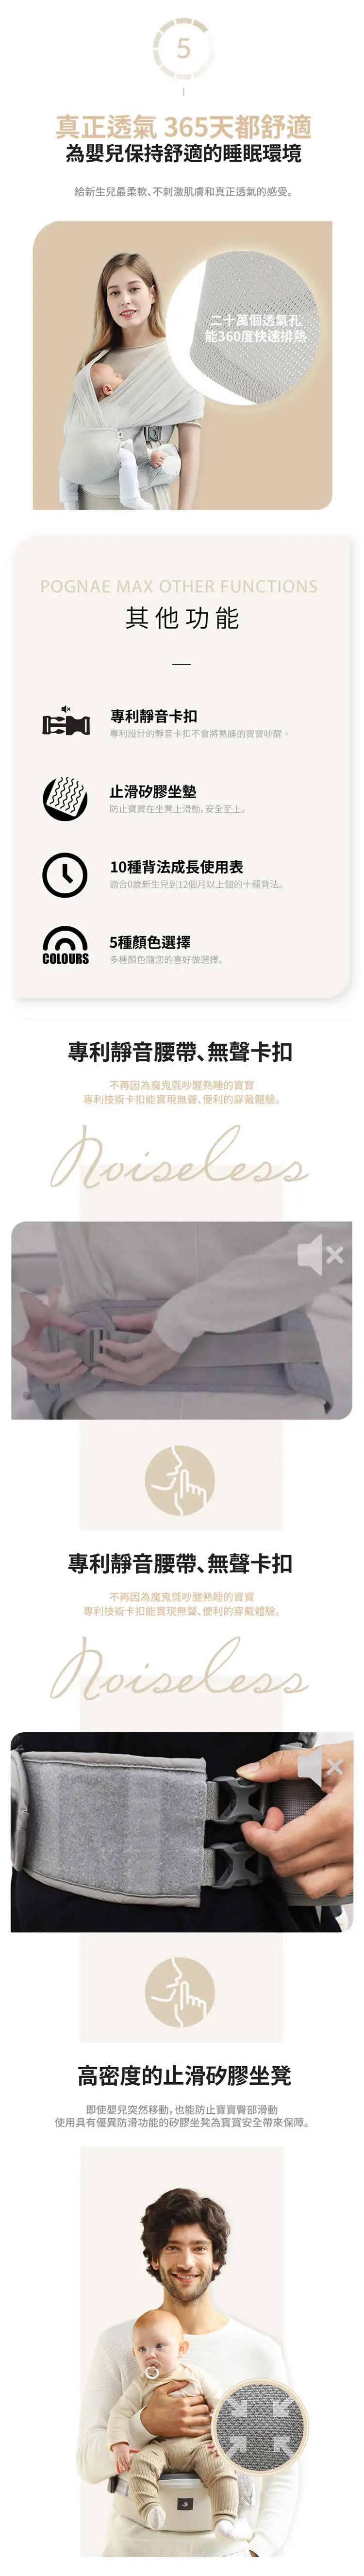 5
真正透氣 365天都舒適
為嬰兒保持舒適的睡眠環境
給新生兒最柔軟、不刺激肌膚和真正透氣的感受。
二十萬個透氣孔
能360度快速排熱
POGNAE MAX OTHER FUNCTIONS
其他功能
專利靜音卡扣
專利設計的靜音卡扣不會將熟睡的寶寶吵醒。
止滑矽膠坐墊
防止寶寶在坐凳上滑動，安全至上。
10種背法成長使用表
適合0歲新生兒到12個月以上個的十種背法。
COLOURS
5種顏色選擇
多種顏色隨您的喜好做選擇。
專利靜音腰帶、無聲卡扣
不再因為魔鬼氈吵醒熟睡的寶寶
專利技術卡扣能實現無聲、便利的穿戴體驗。
Noiseless
專利靜音腰帶、無聲卡扣
不再因為魔鬼氈吵醒熟睡的寶寶
專利技術卡扣能實現無聲、便利的穿戴體驗。
Noiseless
高密度的止滑矽膠坐凳
即使嬰兒突然移動，也能防止寶寶臀部滑動
使用具有優異防滑功能的矽膠坐凳為寶寶安全帶來保障。